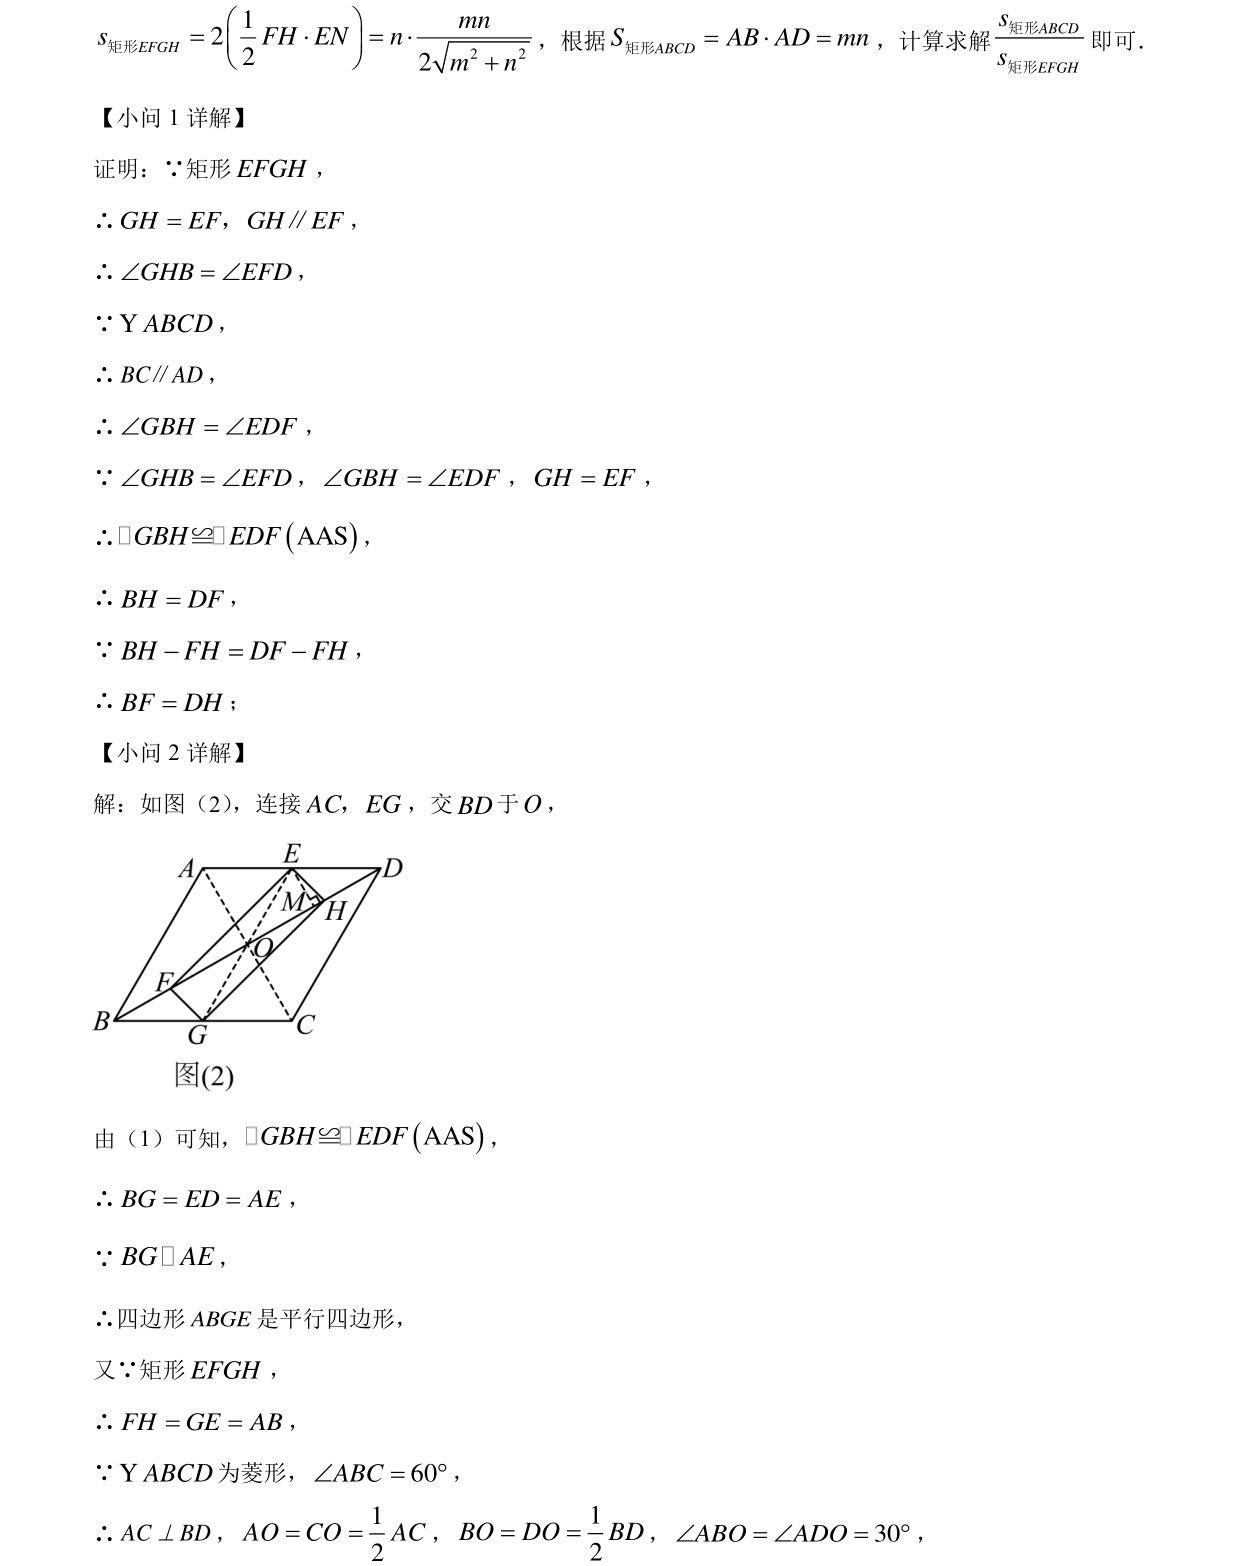 s矩形EFGH = 2(1/2 FH · EN) = n · mn/(2√(m²+n²))，根据 S矩形ABCD = AB · AD = mn，计算求解 s矩形ABCD/s矩形EFGH 即可．
【小问 1 详解】
证明：∵矩形 EFGH，
∴ GH = EF，GH∥EF，
∴ ∠GHB = ∠EFD，
∵ Y ABCD，
∴ BC∥AD，
∴ ∠GBH = ∠EDF，
∵ ∠GHB = ∠EFD，∠GBH = ∠EDF，GH = EF，
∴ □GBH≌□EDF(AAS)，
∴ BH = DF，
∵ BH − FH = DF − FH，
∴ BF = DH；
【小问 2 详解】
解：如图（2），连接 AC，EG，交 BD 于 O，
A E D
M H
O
F
B G C
图(2)
由（1）可知，□GBH≌□EDF(AAS)，
∴ BG = ED = AE，
∵ BG□AE，
∴四边形 ABGE 是平行四边形，
又∵矩形 EFGH，
∴ FH = GE = AB，
∵ Y ABCD 为菱形，∠ABC = 60°，
∴ AC ⊥ BD，AO = CO = 1/2 AC，BO = DO = 1/2 BD，∠ABO = ∠ADO = 30°，